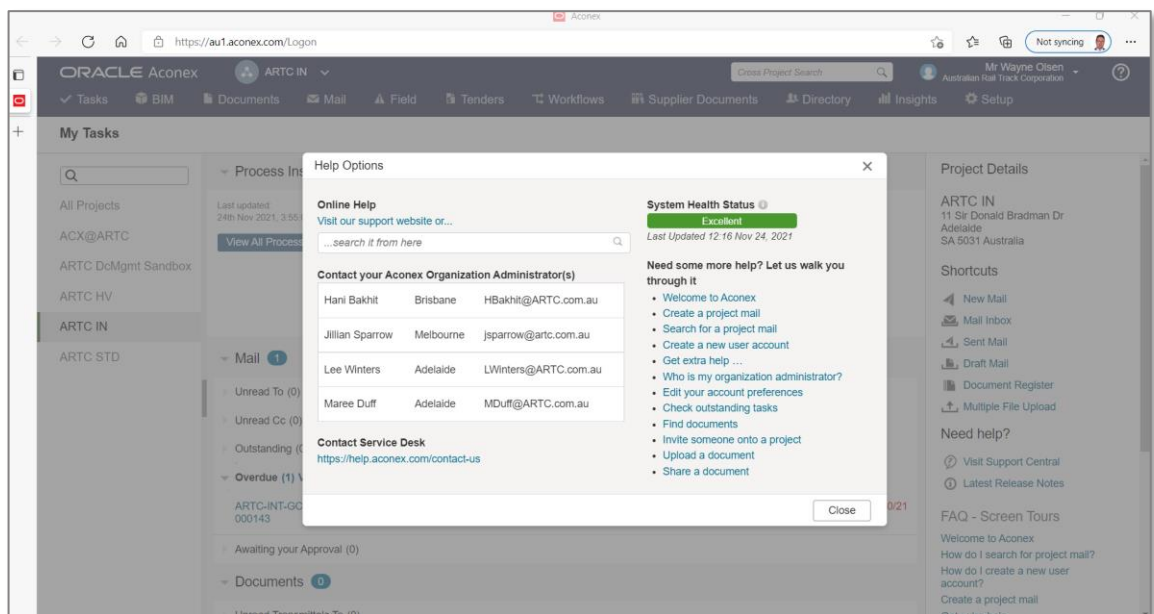 Aconex
https://au1.aconex.com/Logon
Not syncing
ORACLE Aconex
ARTC IN
Cross Project Search
Mr Wayne Olsen
Australian Rail Track Corporation
Tasks BIM Documents Mail Field Tenders Workflows Supplier Documents Directory Insights Setup
My Tasks
All Projects
ACX@ARTC
ARTC DcMgmt Sandbox
ARTC HV
ARTC IN
ARTC STD
Process Ins
Last updated
24th Nov 2021, 3:55
View All Process
Mail 1
Unread To (0)
Unread Cc (0)
Outstanding (
Overdue (1)
ARTC-INT-GC
000143
0/21
Awaiting your Approval (0)
Documents 0
Unread Transmittals To (0)
Help Options
Online Help
Visit our support website or...
...search it from here
Contact your Aconex Organization Administrator(s)
Hani Bakhit Brisbane HBakhit@ARTC.com.au
Jillian Sparrow Melbourne jsparrow@artc.com.au
Lee Winters Adelaide LWinters@ARTC.com.au
Maree Duff Adelaide MDuff@ARTC.com.au
Contact Service Desk
https://help.aconex.com/contact-us
System Health Status
Excellent
Last Updated 12:16 Nov 24, 2021
Need some more help? Let us walk you
through it
• Welcome to Aconex
• Create a project mail
• Search for a project mail
• Create a new user account
• Get extra help ...
• Who is my organization administrator?
• Edit your account preferences
• Check outstanding tasks
• Find documents
• Invite someone onto a project
• Upload a document
• Share a document
Close
Project Details
ARTC IN
11 Sir Donald Bradman Dr
Adelaide
SA 5031 Australia
Shortcuts
New Mail
Mail Inbox
Sent Mail
Draft Mail
Document Register
Multiple File Upload
Need help?
Visit Support Central
Latest Release Notes
FAQ - Screen Tours
Welcome to Aconex
How do I search for project mail?
How do I create a new user
account?
Create a project mail